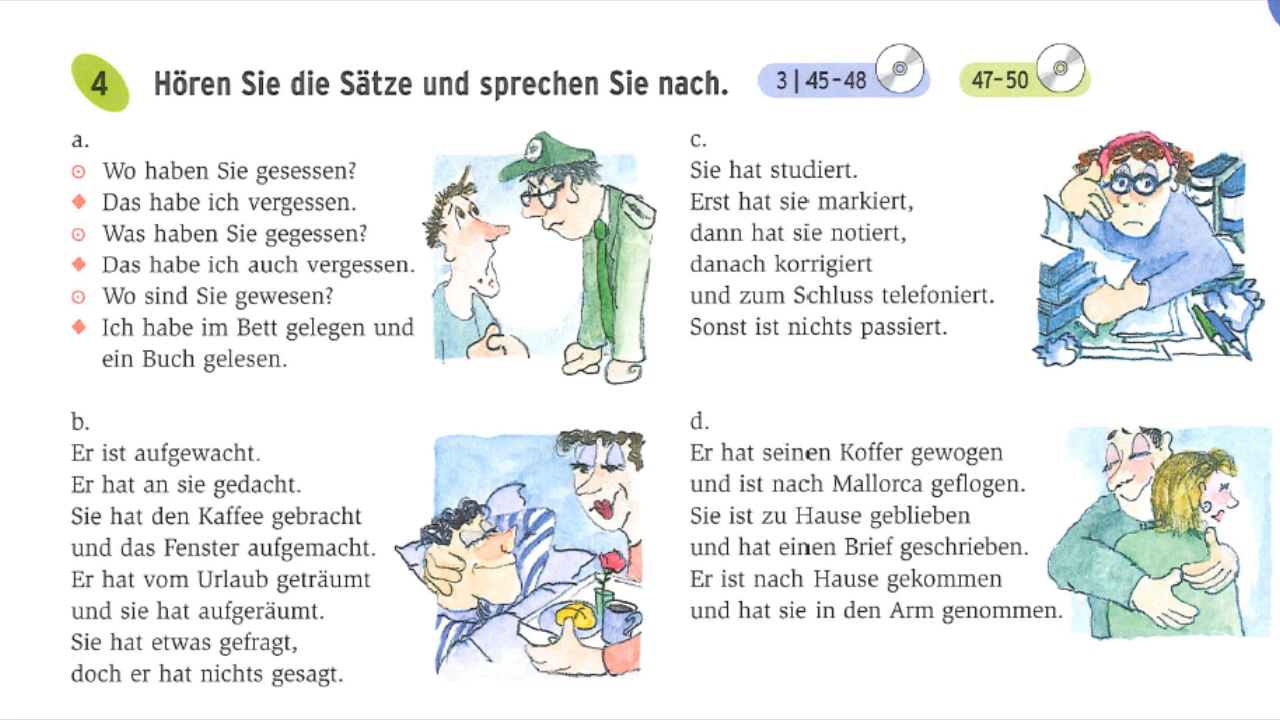 4 Hören Sie die Sätze und sprechen Sie nach. 3 | 45-48 47-50
a.
Wo haben Sie gesessen?
Das habe ich vergessen.
Was haben Sie gegessen?
Das habe ich auch vergessen.
Wo sind Sie gewesen?
Ich habe im Bett gelegen und
ein Buch gelesen.
b.
Er ist aufgewacht.
Er hat an sie gedacht.
Sie hat den Kaffee gebracht
und das Fenster aufgemacht.
Er hat vom Urlaub geträumt
und sie hat aufgeräumt.
Sie hat etwas gefragt,
doch er hat nichts gesagt.
c.
Sie hat studiert.
Erst hat sie markiert,
dann hat sie notiert,
danach korrigiert
und zum Schluss telefoniert.
Sonst ist nichts passiert.
d.
Er hat seinen Koffer gewogen
und ist nach Mallorca geflogen.
Sie ist zu Hause geblieben
und hat einen Brief geschrieben.
Er ist nach Hause gekommen
und hat sie in den Arm genommen.